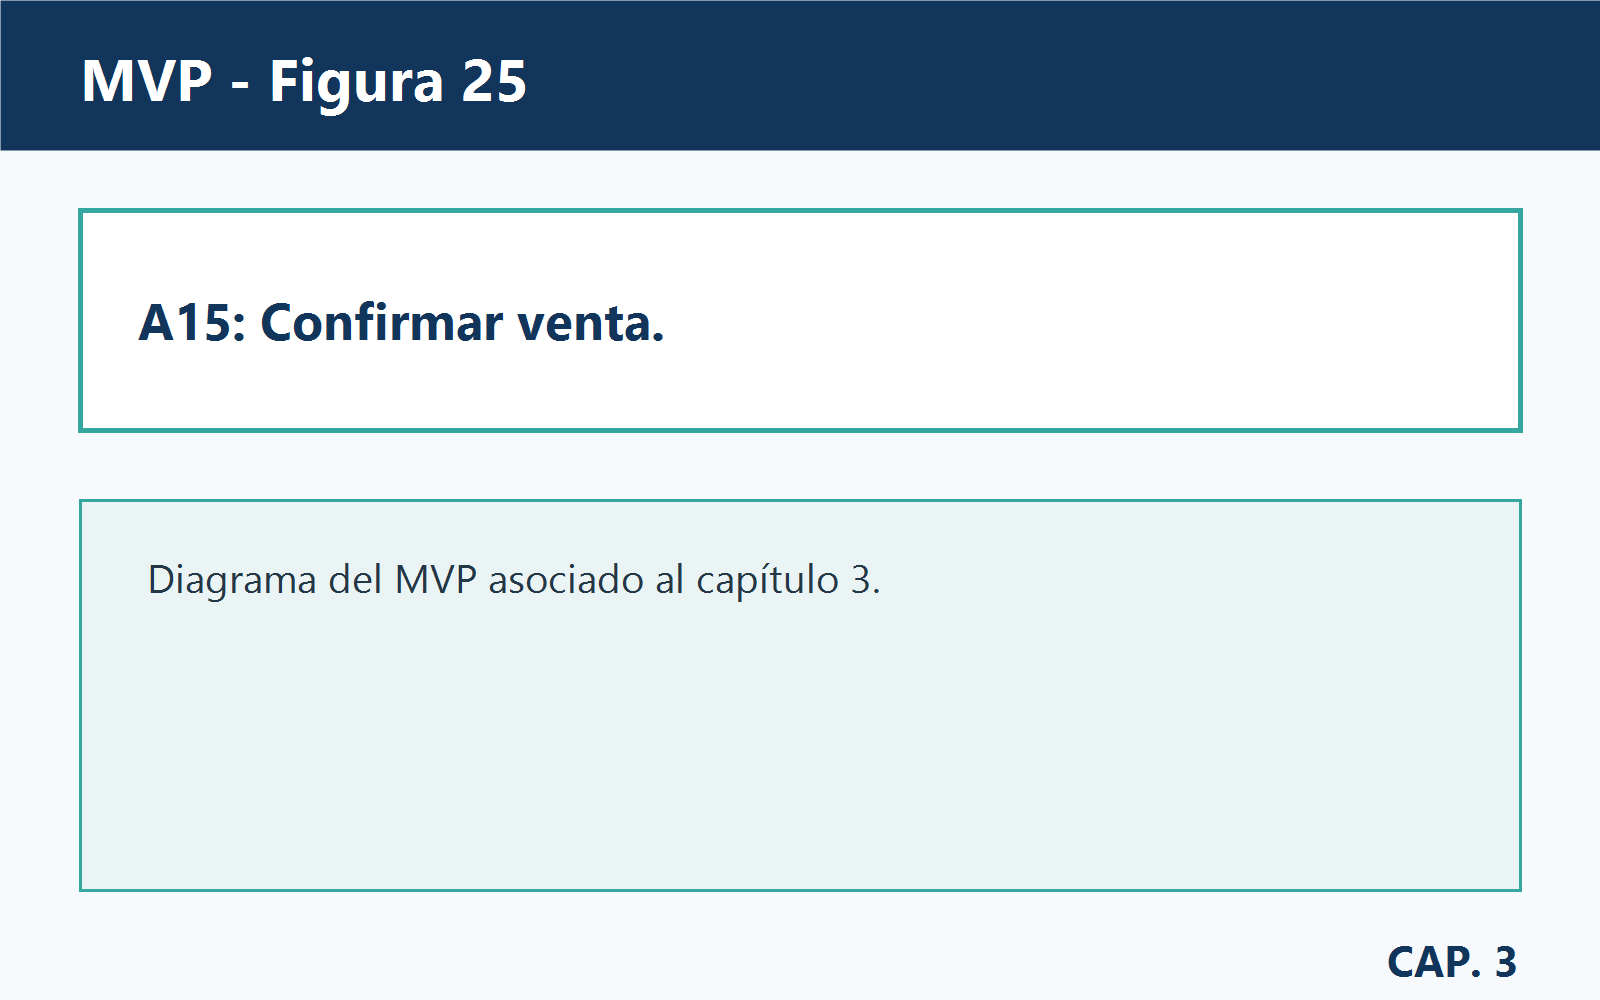 MVP - Figura 25
A15: Confirmar venta.
Diagrama del MVP asociado al capítulo 3.
CAP. 3